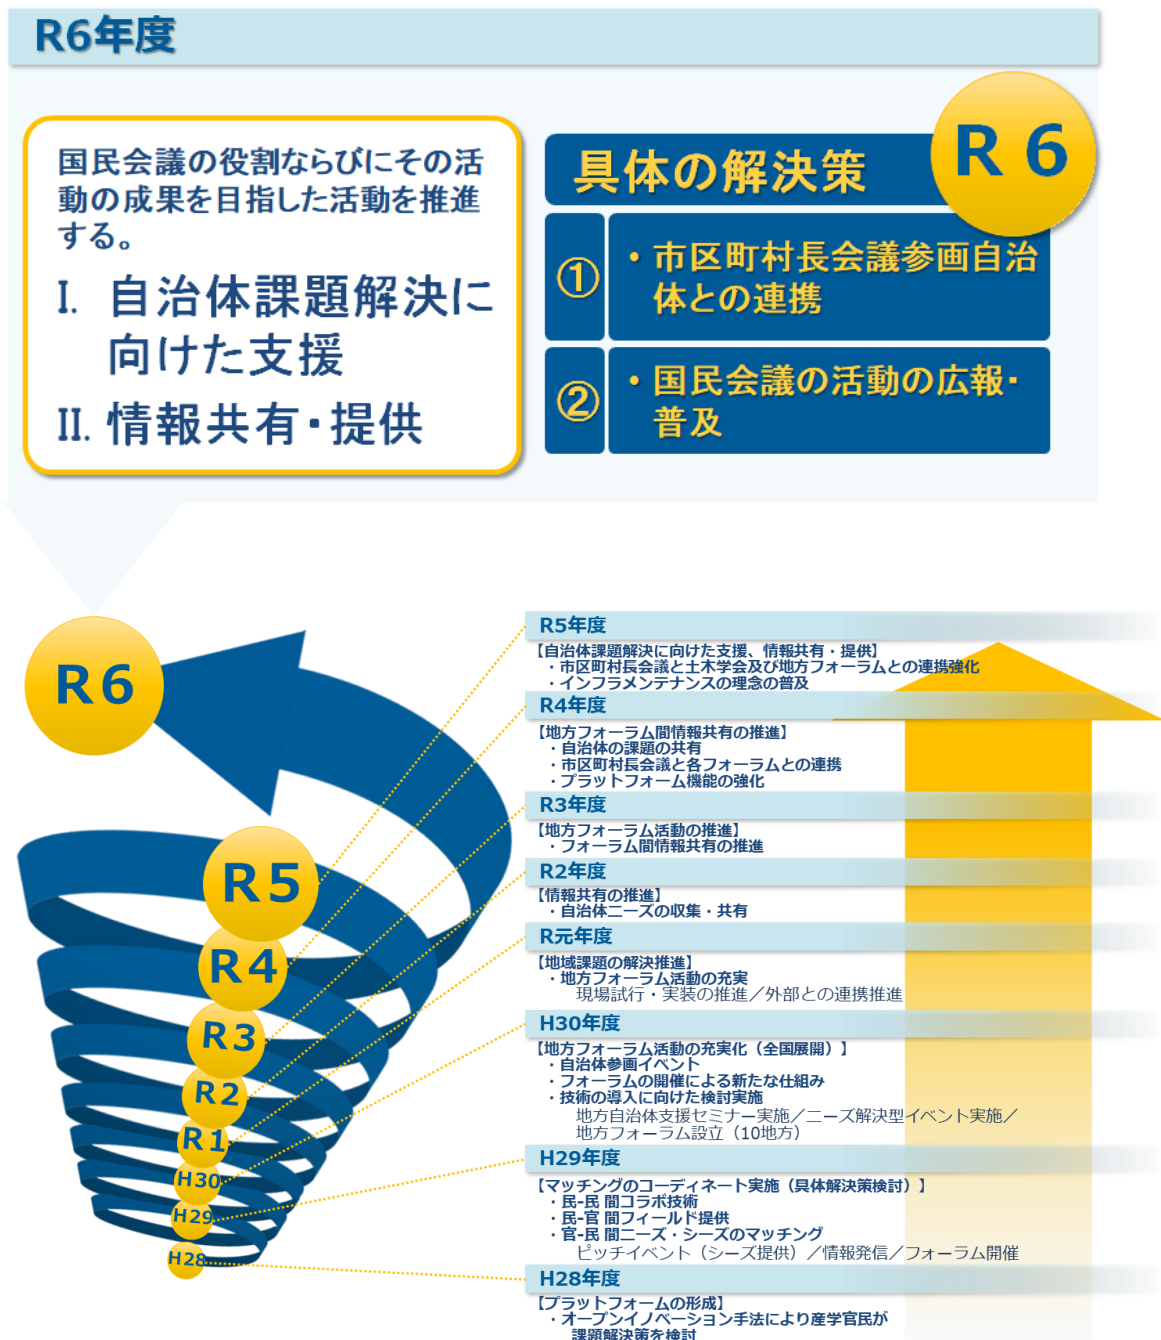 R6年度
国民会議の役割ならびにその活
動の成果を目指した活動を推進
する。
I. 自治体課題解決に
向けた支援
II. 情報共有・提供
具体の解決策
R 6
①
・市区町村長会議参画自治
体との連携
②
・国民会議の活動の広報・
普及
R6
R5
R4
R3
R2
R1
H30
H29
H28
R5年度
【自治体課題解決に向けた支援、情報共有・提供】
・市区町村長会議と土木学会及び地方フォーラムとの連携強化
・インフラメンテナンスの理念の普及
R4年度
【地方フォーラム間情報共有の推進】
・自治体の課題の共有
・市区町村長会議と各フォーラムとの連携
・プラットフォーム機能の強化
R3年度
【地方フォーラム活動の推進】
・フォーラム間情報共有の推進
R2年度
【情報共有の推進】
・自治体ニーズの収集・共有
R元年度
【地域課題の解決推進】
・地方フォーラム活動の充実
現場試行・実装の推進／外部との連携推進
H30年度
【地方フォーラム活動の充実化（全国展開）】
・自治体参画イベント
・フォーラムの開催による新たな仕組み
・技術の導入に向けた検討実施
地方自治体支援セミナー実施／ニーズ解決型イベント実施／
地方フォーラム設立（10地方）
H29年度
【マッチングのコーディネート実施（具体解決策検討）】
・民-民 間コラボ技術
・民-官 間フィールド提供
・官-民 間ニーズ・シーズのマッチング
ピッチイベント（シーズ提供）／情報発信／フォーラム開催
H28年度
【プラットフォームの形成】
・オープンイノベーション手法により産学官民が
課題解決策を検討